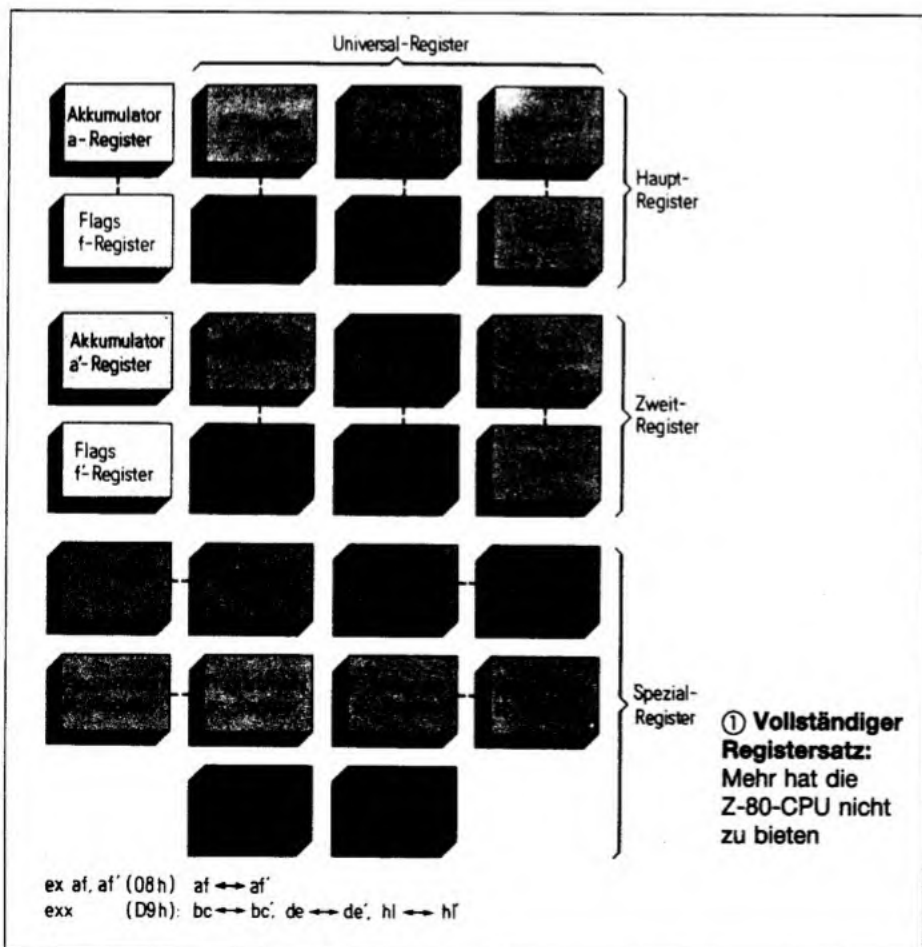 Universal-Register
Akkumulator
a-Register
Haupt-
Register
Flags
f-Register
Akkumulator
a'-Register
Zweit-
Register
Flags
f'-Register
Spezial-
Register
① Vollständiger
Registersatz:
Mehr hat die
Z-80-CPU nicht
zu bieten
ex af, af' (08h) af ↔ af'
exx (D9h): bc ↔ bc', de ↔ de', hl ↔ hl'